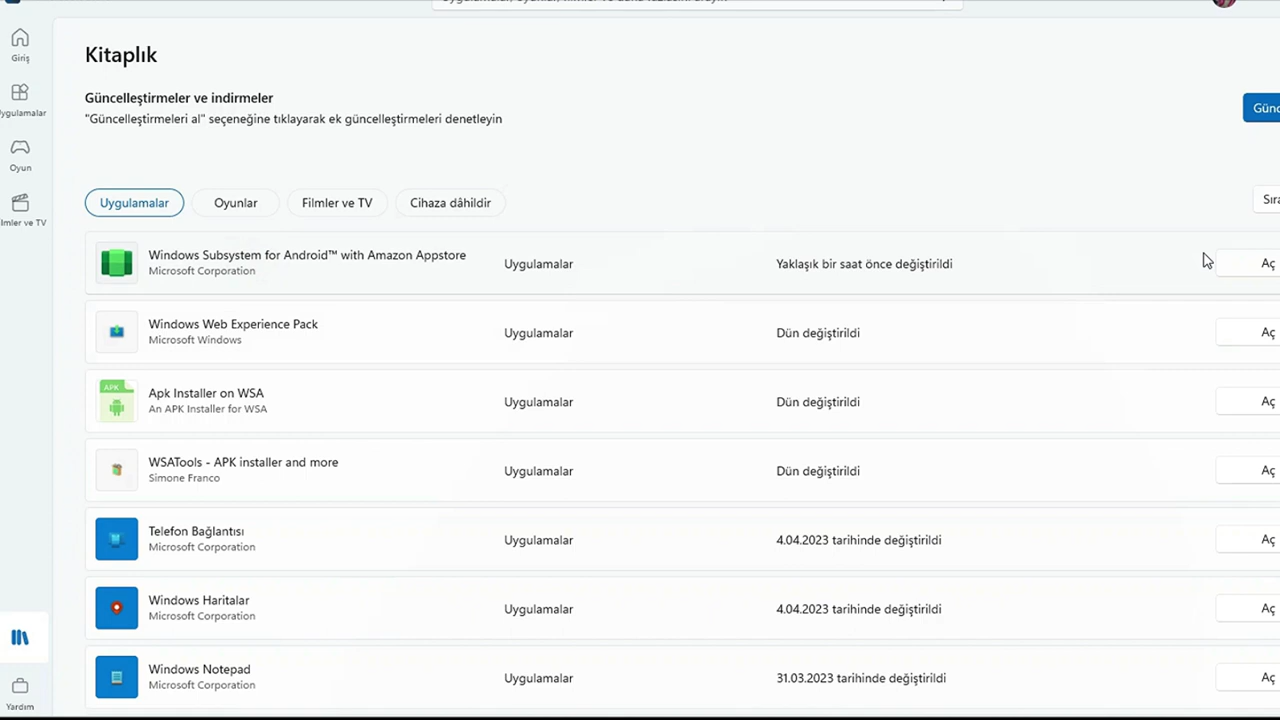 Giriş
Uygulamalar
Oyun
Filmler ve TV
Yardım
Kitaplık
Güncelleştirmeler ve indirmeler
"Güncelleştirmeleri al" seçeneğine tıklayarak ek güncelleştirmeleri denetleyin
Günc
Uygulamalar
Oyunlar
Filmler ve TV
Cihaza dâhildir
Sıra
Windows Subsystem for Android™ with Amazon Appstore
Microsoft Corporation
Uygulamalar
Yaklaşık bir saat önce değiştirildi
Aç
Windows Web Experience Pack
Microsoft Windows
Uygulamalar
Dün değiştirildi
Aç
APK
Apk Installer on WSA
An APK Installer for WSA
Uygulamalar
Dün değiştirildi
Aç
WSATools - APK installer and more
Simone Franco
Uygulamalar
Dün değiştirildi
Aç
Telefon Bağlantısı
Microsoft Corporation
Uygulamalar
4.04.2023 tarihinde değiştirildi
Aç
Windows Haritalar
Microsoft Corporation
Uygulamalar
4.04.2023 tarihinde değiştirildi
Aç
Windows Notepad
Microsoft Corporation
Uygulamalar
31.03.2023 tarihinde değiştirildi
Aç